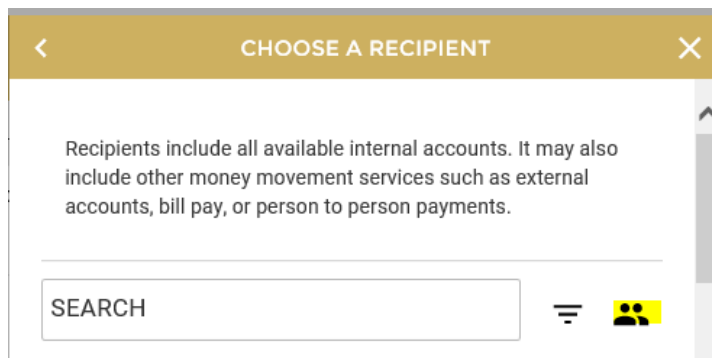 CHOOSE A RECIPIENT
Recipients include all available internal accounts. It may also
include other money movement services such as external
accounts, bill pay, or person to person payments.
SEARCH